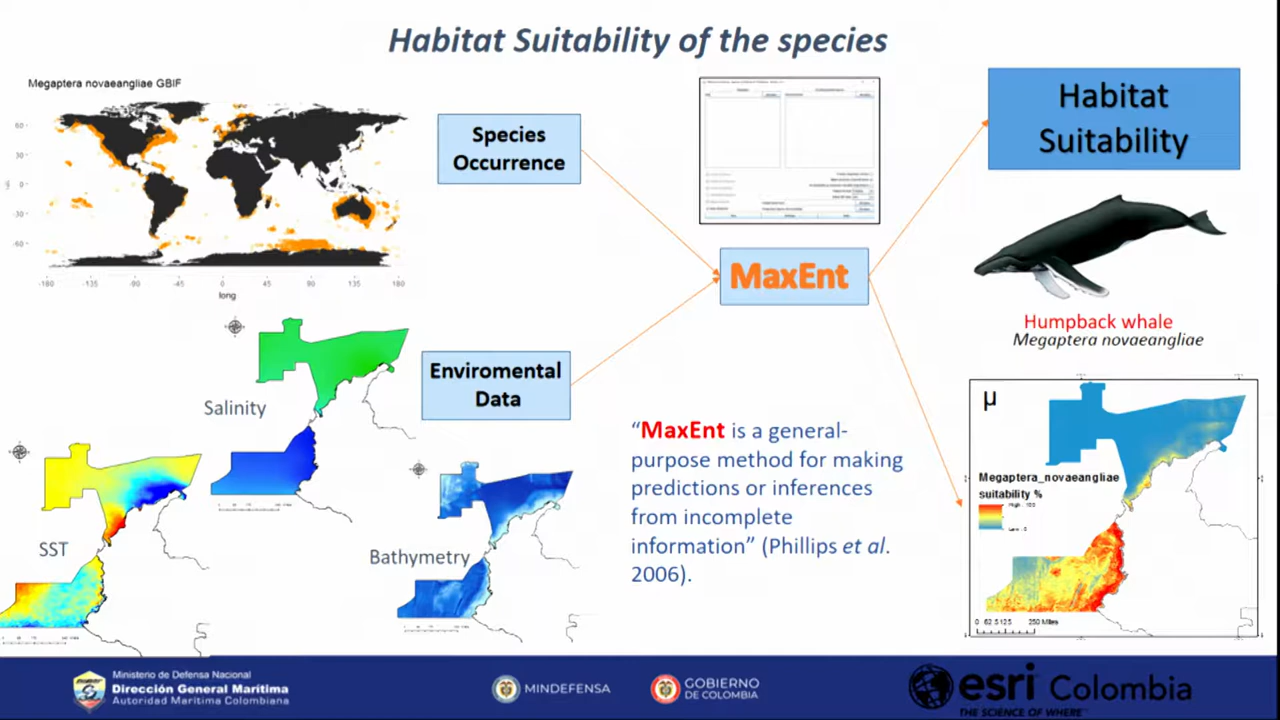 Habitat Suitability of the species
Megaptera novaeangliae GBIF
60
30
0
-30
-60
-180
-135
-90
-45
0
45
90
135
180
long
Species
Occurrence
MaxEnt
Habitat
Suitability
Humpback whale
Megaptera novaeangliae
Enviromental
Data
Salinity
SST
Bathymetry
“MaxEnt is a general-
purpose method for making
predictions or inferences
from incomplete
information” (Phillips et al.
2006).
µ
Megaptera_novaeangliae
suitability %
High : 100
Low : 0
0 62.5 125 250 Miles
Ministerio de Defensa Nacional
Dirección General Marítima
Autoridad Marítima Colombiana
MINDEFENSA
GOBIERNO
DE COLOMBIA
esri Colombia
THE SCIENCE OF WHERE